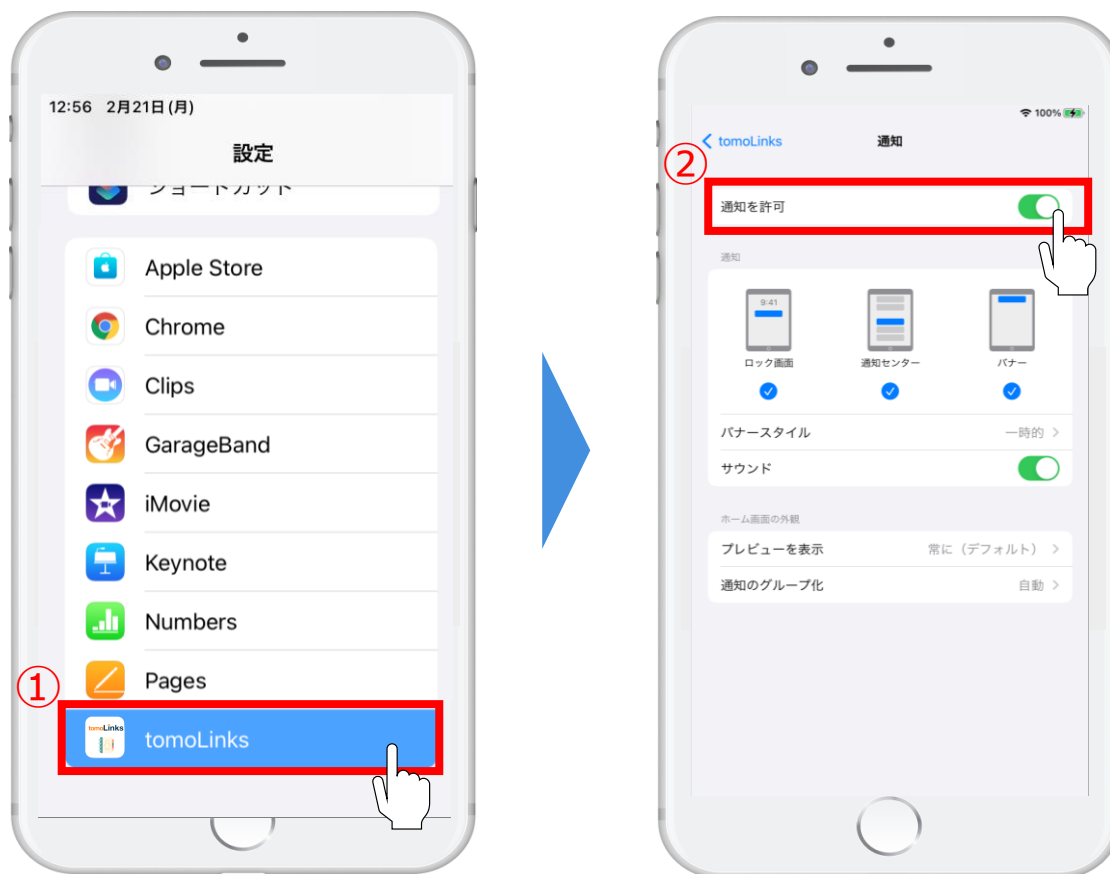 12:56 2月21日(月)
設定
ショートカット
Apple Store
Chrome
Clips
GarageBand
iMovie
Keynote
Numbers
Pages
①
tomoLinks
tomoLinks
100%
tomoLinks
通知
②
通知を許可
通知
9:41
ロック画面
通知センター
バナー
バナースタイル 一時的
サウンド
ホーム画面の外観
プレビューを表示 常に（デフォルト）
通知のグループ化 自動